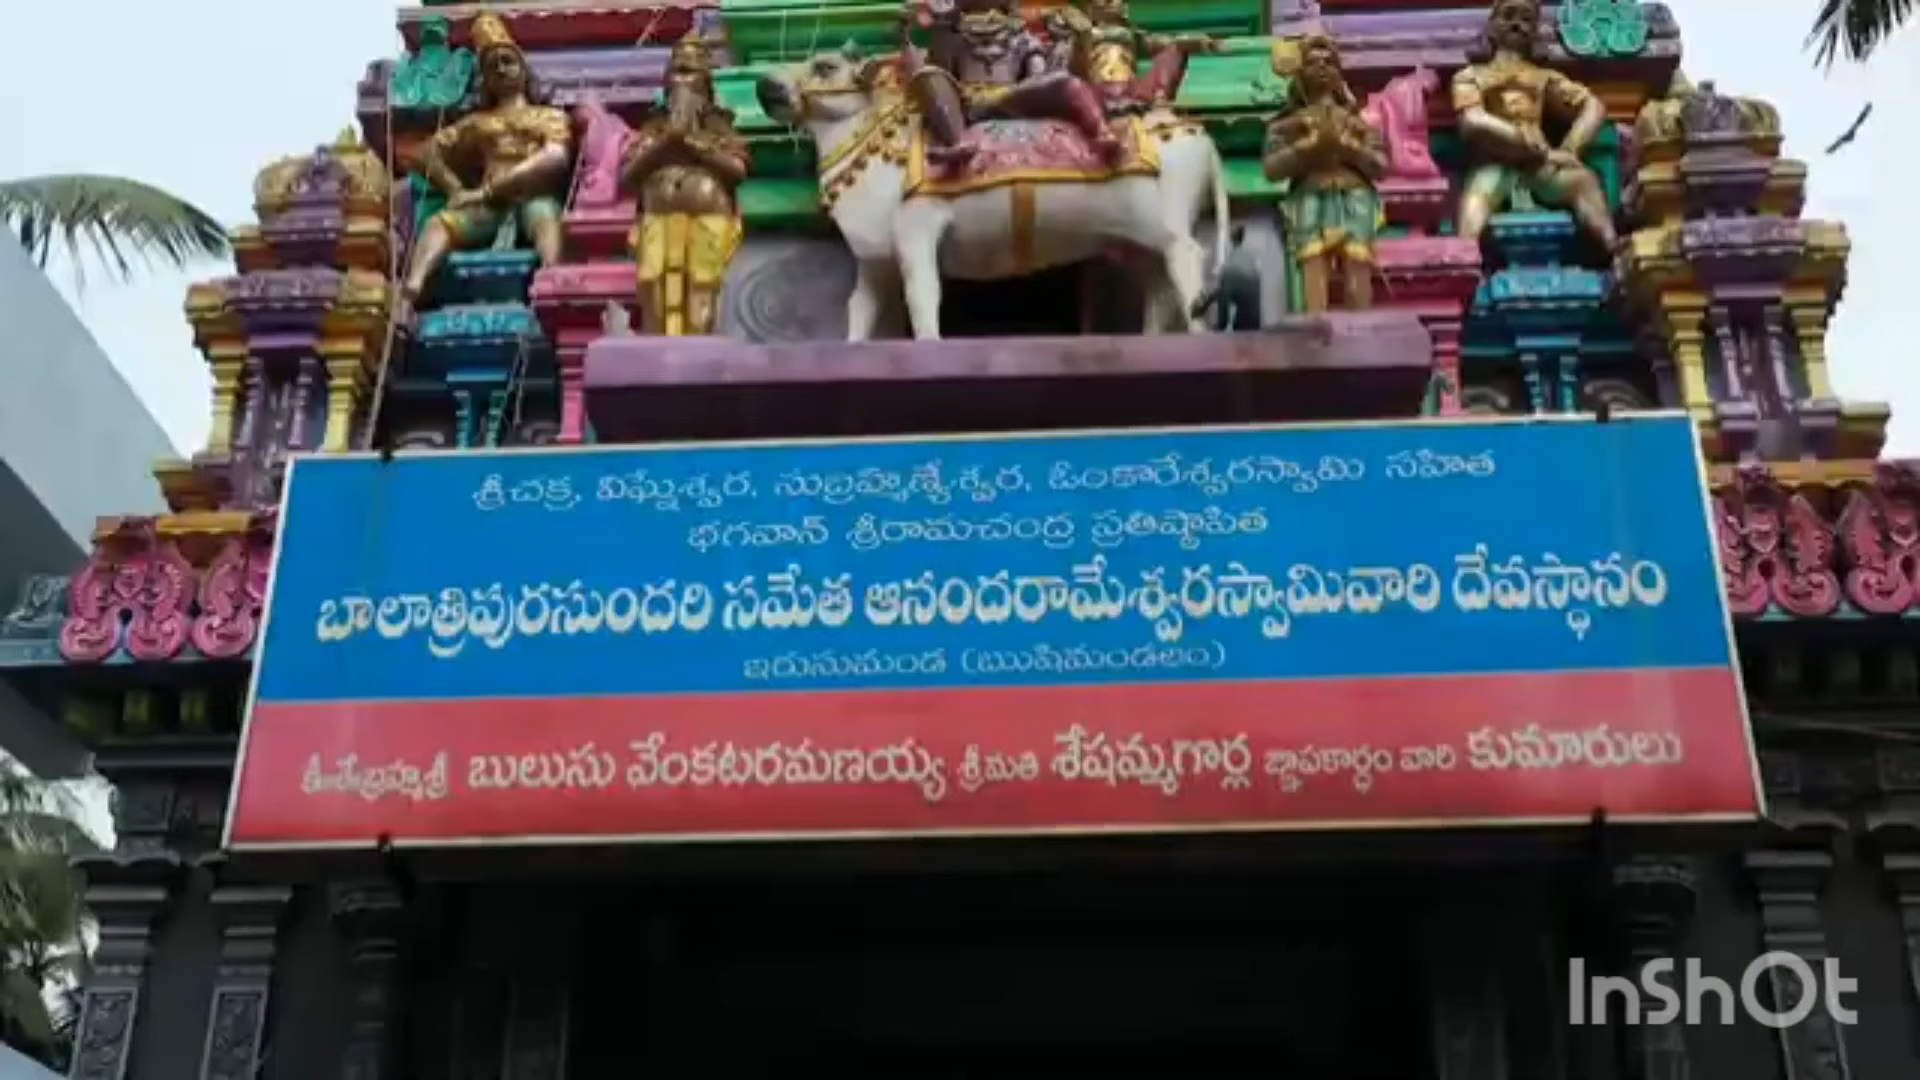 శ్రీచక్ర, విఘ్నేశ్వర, సుబ్రహ్మణ్యేశ్వర, ఓంకారేశ్వరస్వామి సహిత
భగవాన్ శ్రీరామచంద్ర ప్రతిష్ఠాపిత
బాలాత్రిపురసుందరి సమేత ఆనందరామేశ్వరస్వామివారి దేవస్థానం
ఇరుసుమండ (ఋషిమండలం)
బులుసు వేంకటరమణయ్య శ్రీమతి శేషమ్మగార్ల జ్ఞాపకార్ధం వారి కుమారులు
InShOt